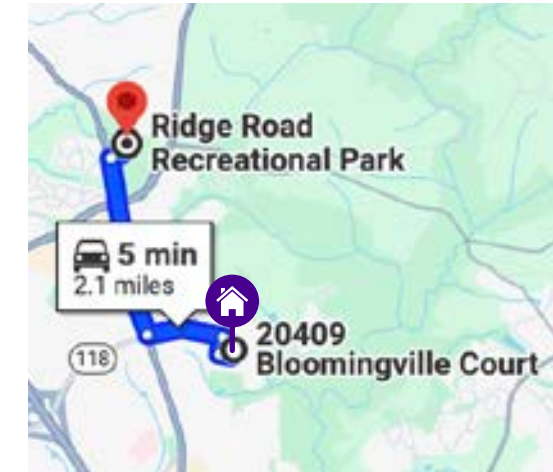 Ridge Road
Recreational Park
5 min
2.1 miles
20409
Bloomingville Court
118